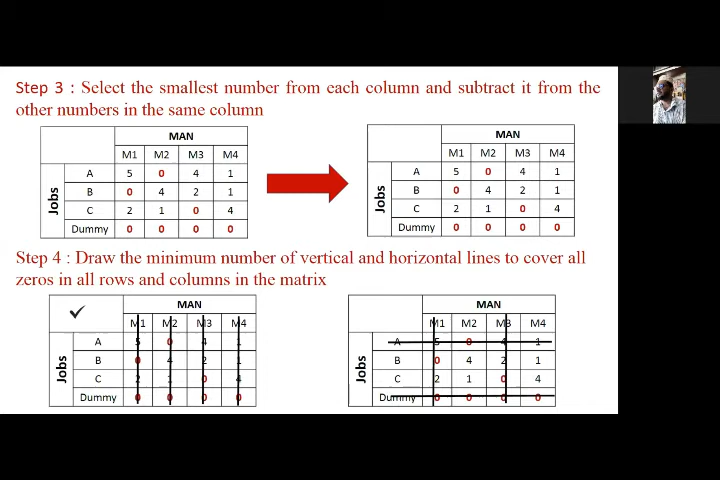 Step 3 : Select the smallest number from each column and subtract it from the
other numbers in the same column
MAN
M1 M2 M3 M4
Jobs
A 5 0 4 1
B 0 4 2 1
C 2 1 0 4
Dummy 0 0 0 0
MAN
M1 M2 M3 M4
Jobs
A 5 0 4 1
B 0 4 2 1
C 2 1 0 4
Dummy 0 0 0 0
Step 4 : Draw the minimum number of vertical and horizontal lines to cover all
zeros in all rows and columns in the matrix
MAN
M1 M2 M3 M4
Jobs
A 5 0 4 1
B 0 4 2 1
C 2 1 0 4
Dummy 0 0 0 0
MAN
M1 M2 M3 M4
Jobs
A 5 0 4 1
B 0 4 2 1
C 2 1 0 4
Dummy 0 0 0 0